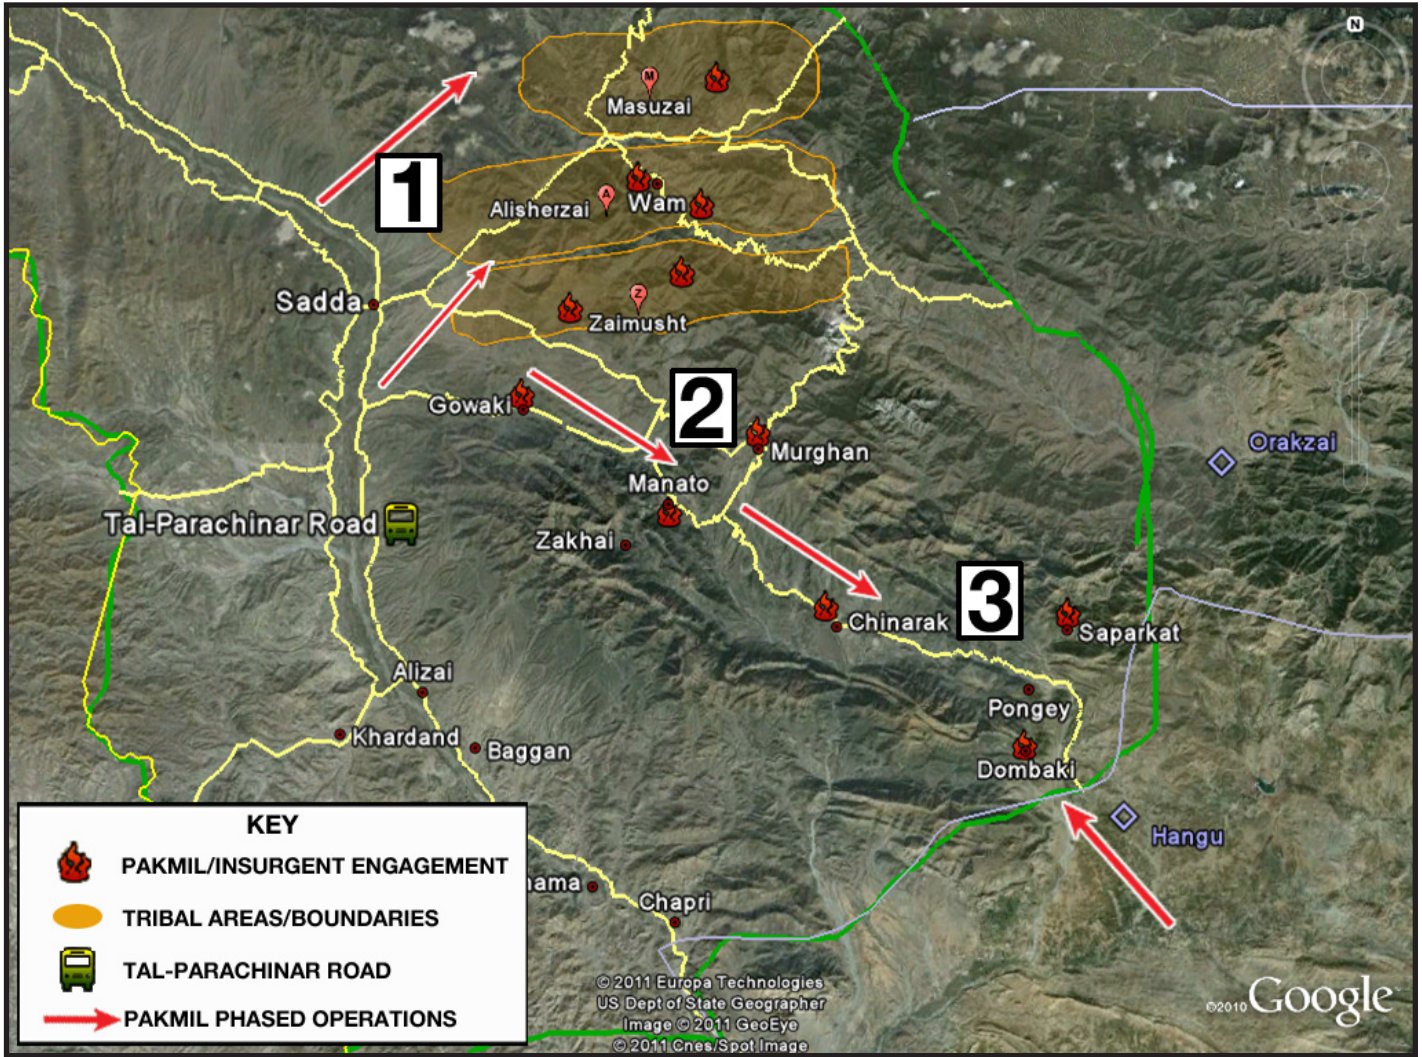 N
M
Masuzai
1
A
Alisherzai
Wam
Sadda
Z
Zaimusht
Gowaki
2
Murghan
Orakzai
Manato
Tal-Parachinar Road
Zakhai
3
Chinarak
Saparkat
Alizai
Pongey
Khardand
Baggan
Dombaki
Hangu
KEY
PAKMIL/INSURGENT ENGAGEMENT
TRIBAL AREAS/BOUNDARIES
TAL-PARACHINAR ROAD
PAKMIL PHASED OPERATIONS
Chapri
© 2011 Europa Technologies
US Dept of State Geographer
Image © 2011 GeoEye
© 2011 Cnes/Spot Image
©2010 Google